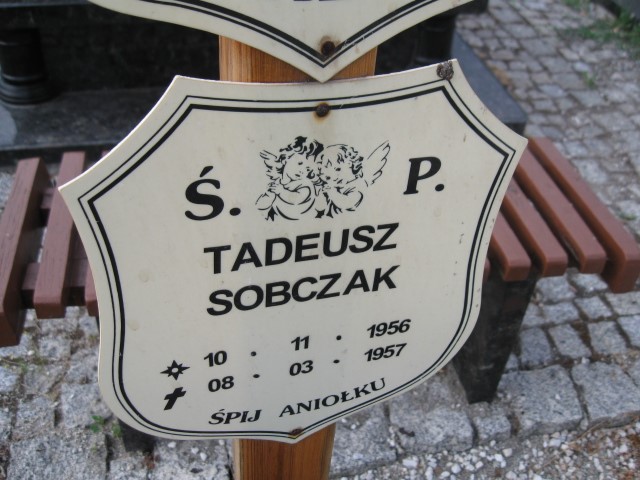 Ś. P.
TADEUSZ
SOBCZAK
10 · 11 · 1956
08 · 03 · 1957
ŚPIJ ANIOŁKU